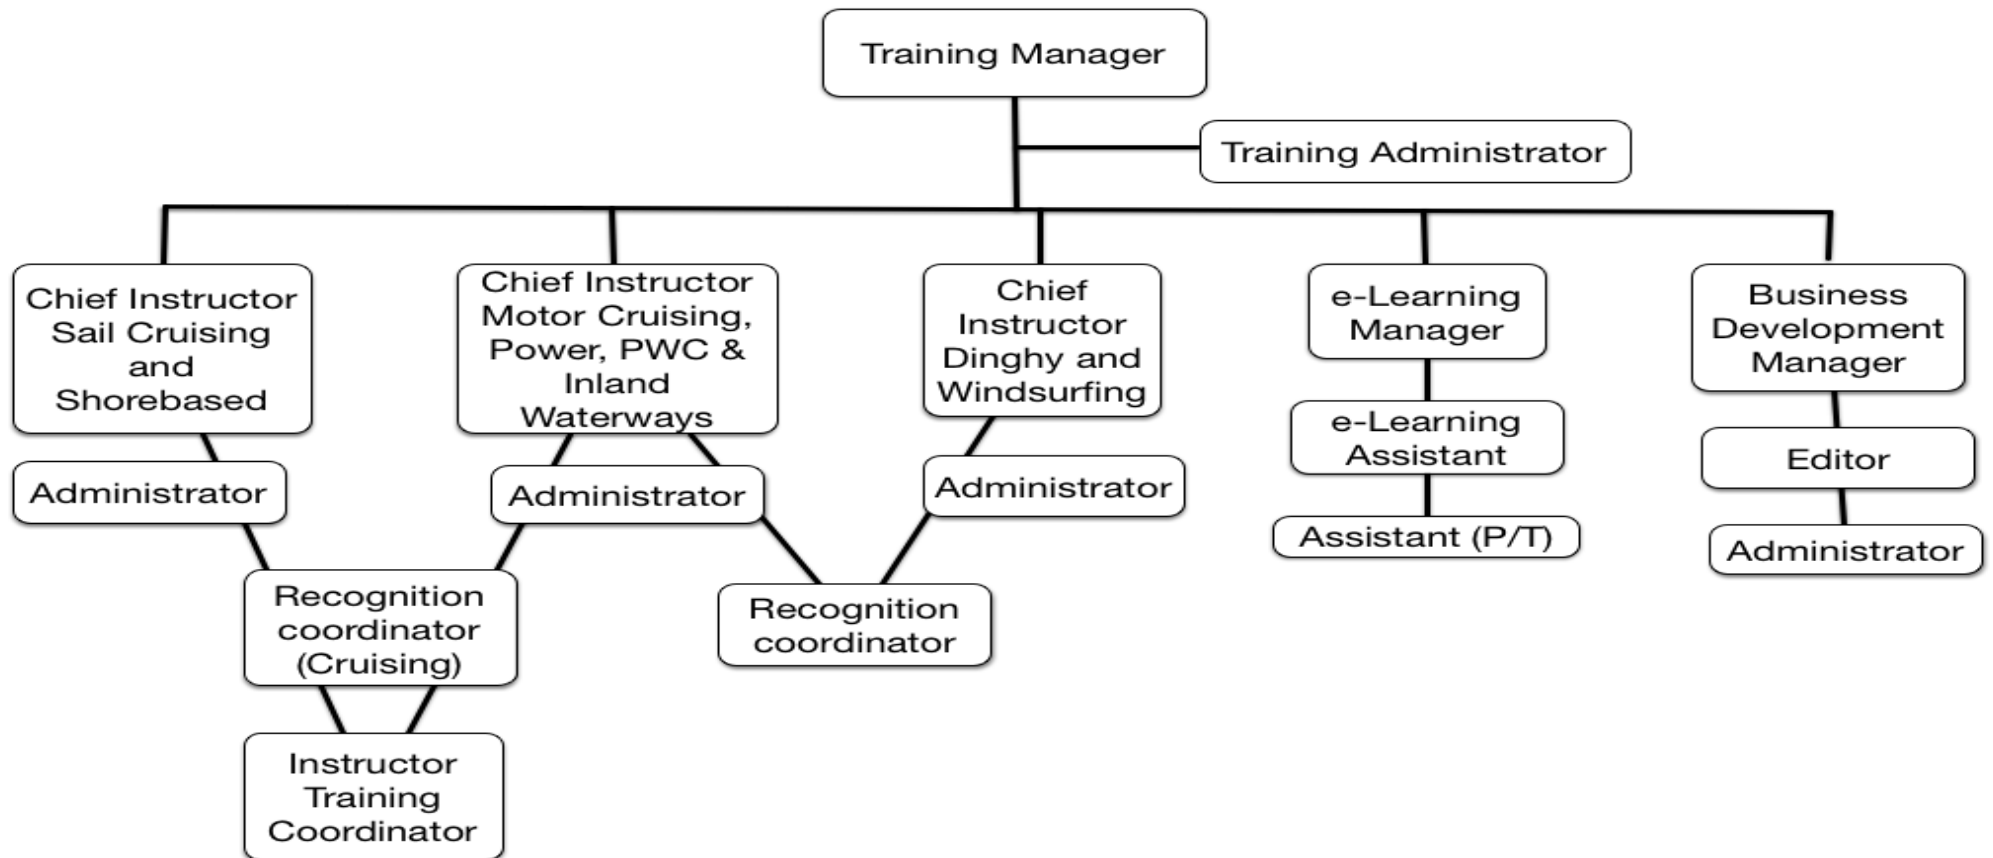 Training Manager
Training Administrator
Chief Instructor
Sail Cruising
and
Shorebased
Chief Instructor
Motor Cruising,
Power, PWC &
Inland
Waterways
Chief
Instructor
Dinghy and
Windsurfing
e-Learning
Manager
Business
Development
Manager
Administrator
Administrator
Administrator
e-Learning
Assistant
Editor
Assistant (P/T)
Administrator
Recognition
coordinator
(Cruising)
Recognition
coordinator
Instructor
Training
Coordinator